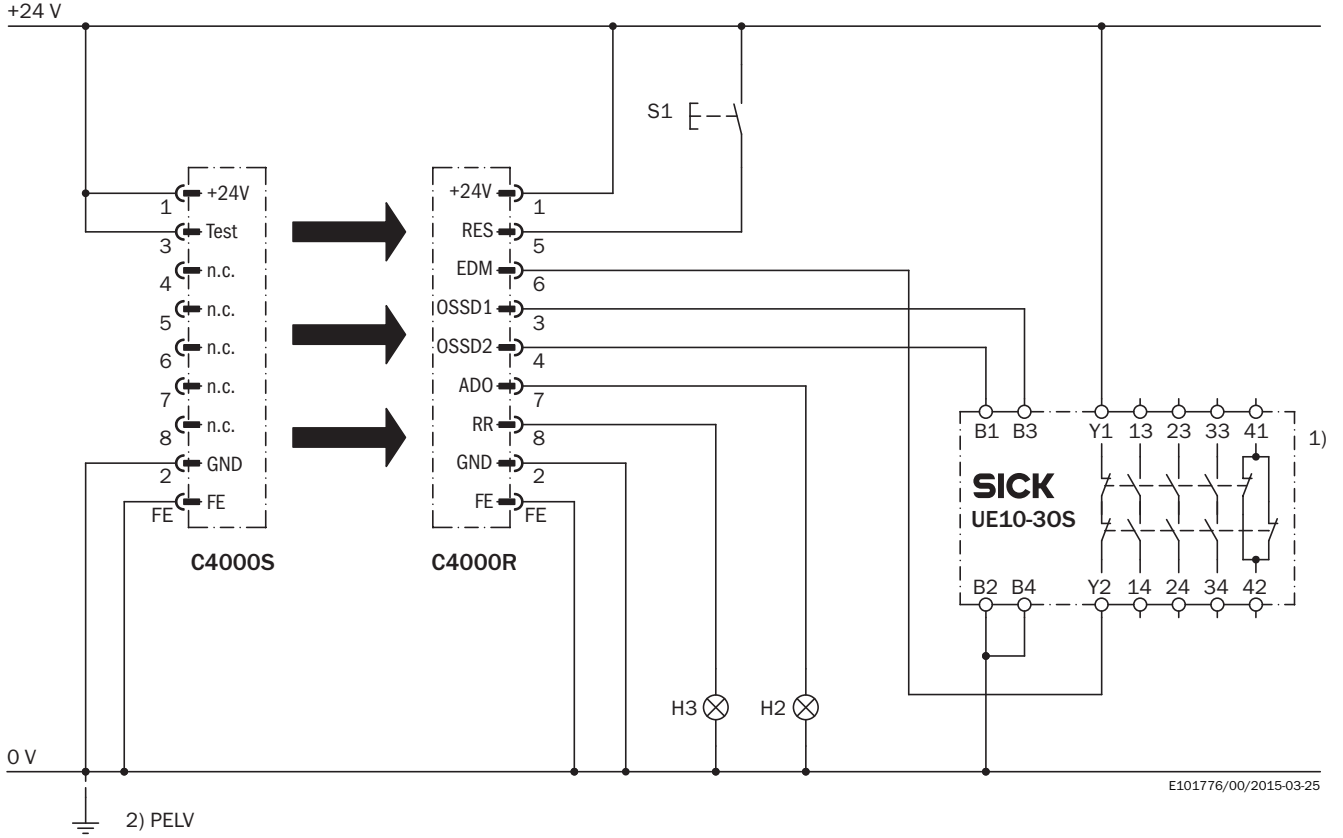 +24 V
S1
+24V
1
Test
3
n.c.
4
n.c.
5
n.c.
6
n.c.
7
n.c.
8
GND
2
FE
FE
C4000S
+24V
1
RES
5
EDM
6
OSSD1
3
OSSD2
4
ADO
7
RR
8
GND
2
FE
FE
C4000R
B1 B3 Y1 13 23 33 41 1)
SICK
UE10-3OS
B2 B4 Y2 14 24 34 42
H3 H2
0 V
E101776/00/2015-03-25
2) PELV